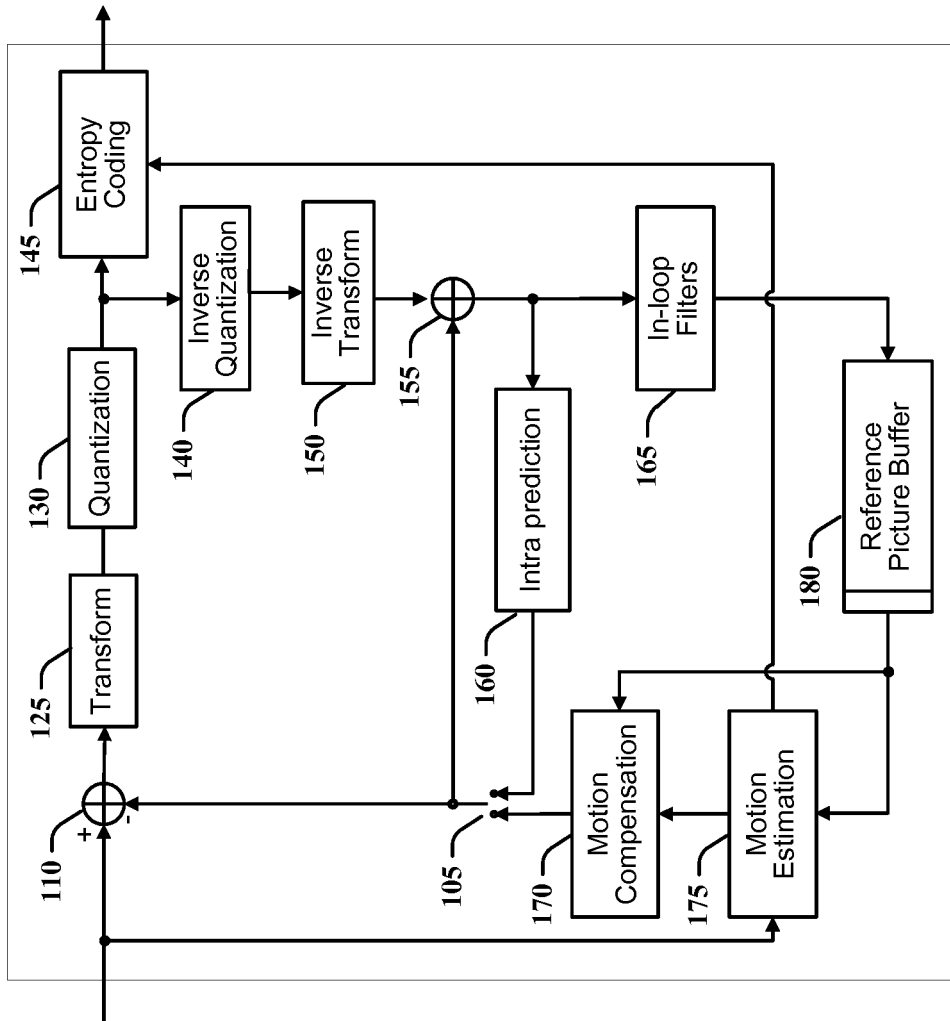 110
+
-
125
Transform
130
Quantization
145
Entropy
Coding
140
Inverse
Quantization
150
Inverse
Transform
155
105
160
Intra prediction
165
In-loop
Filters
170
Motion
Compensation
175
Motion
Estimation
180
Reference
Picture Buffer